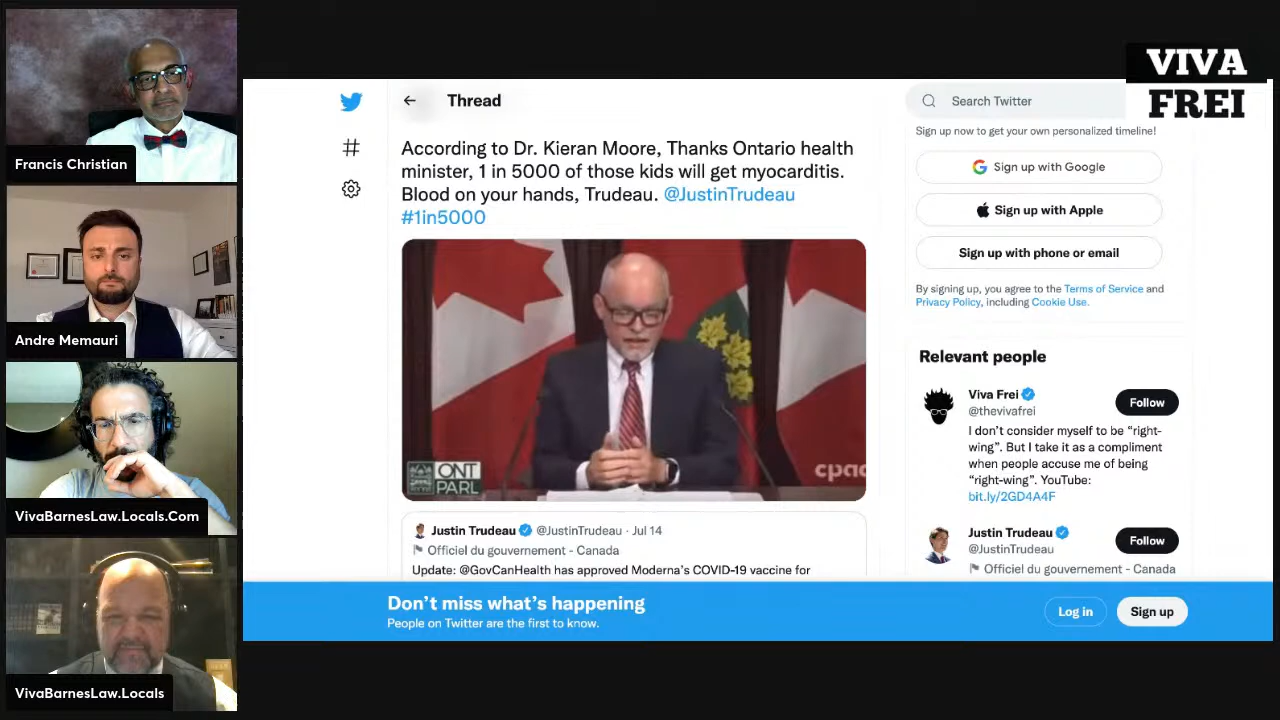 Francis Christian
Andre Memauri
VivaBarnesLaw.Locals.Com
VivaBarnesLaw.Locals
Thread
According to Dr. Kieran Moore, Thanks Ontario health
minister, 1 in 5000 of those kids will get myocarditis.
Blood on your hands, Trudeau. @JustinTrudeau
#1in5000
ONT
PARL
cpac
Justin Trudeau @JustinTrudeau · Jul 14
Officiel du gouvernement - Canada
Update: @GovCanHealth has approved Moderna's COVID-19 vaccine for
VIVA
FREI
Search Twitter
Sign up now to get your own personalized timeline!
Sign up with Google
Sign up with Apple
Sign up with phone or email
By signing up, you agree to the Terms of Service and
Privacy Policy, including Cookie Use.
Relevant people
Viva Frei
@thevivafrei
Follow
I don't consider myself to be “right-
wing”. But I take it as a compliment
when people accuse me of being
“right-wing”. YouTube:
bit.ly/2GD4A4F
Justin Trudeau
@JustinTrudeau
Follow
Officiel du gouvernement - Canada
Don't miss what's happening
People on Twitter are the first to know.
Log in
Sign up